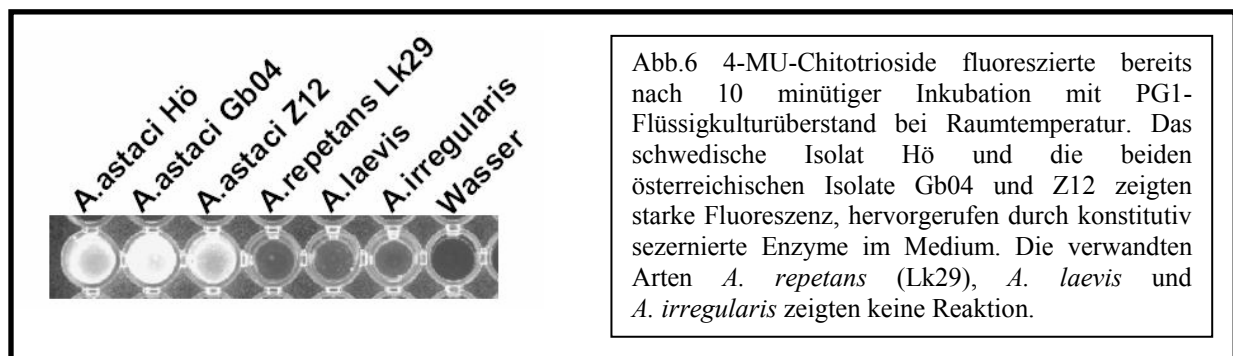 A.astaci Hö
A.astaci Gb04
A.astaci Z12
A.repetans Lk29
A.laevis
A.irregularis
Wasser
Abb.6 4-MU-Chitotrioside fluoreszierte bereits
nach 10 minütiger Inkubation mit PG1-
Flüssigkulturüberstand bei Raumtemperatur. Das
schwedische Isolat Hö und die beiden
österreichischen Isolate Gb04 und Z12 zeigten
starke Fluoreszenz, hervorgerufen durch konstitutiv
sezernierte Enzyme im Medium. Die verwandten
Arten A. repetans (Lk29), A. laevis und
A. irregularis zeigten keine Reaktion.